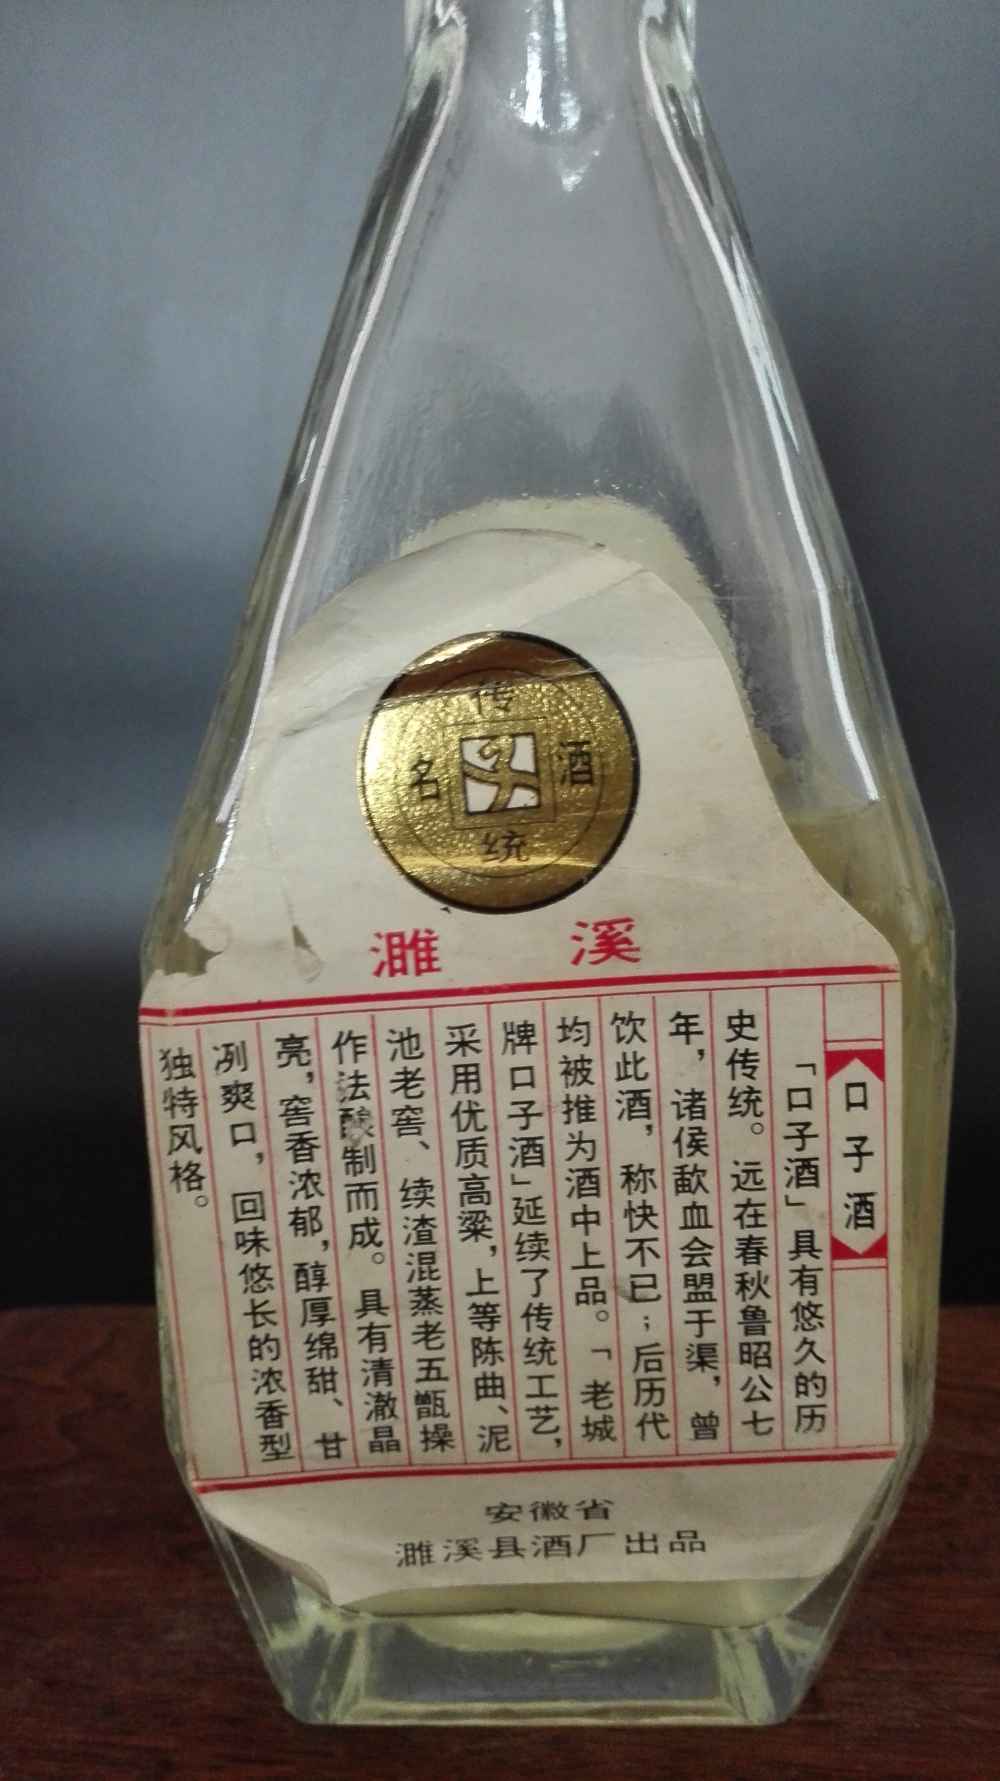 传统
名酒
濉溪
口子酒
「口子酒」具有悠久的历
史传统。远在春秋鲁昭公七
年，诸侯歃血会盟于渠，曾
饮此酒，称快不已；后历代
均被推为酒中上品。「老城
牌口子酒」延续了传统工艺，
采用优质高梁，上等陈曲、泥
池老窖、续渣混蒸老五甑操
作法酿制而成。具有清澈晶
亮，窖香浓郁，醇厚绵甜、甘
冽爽口，回味悠长的浓香型
独特风格。
安徽省
濉溪县酒厂出品